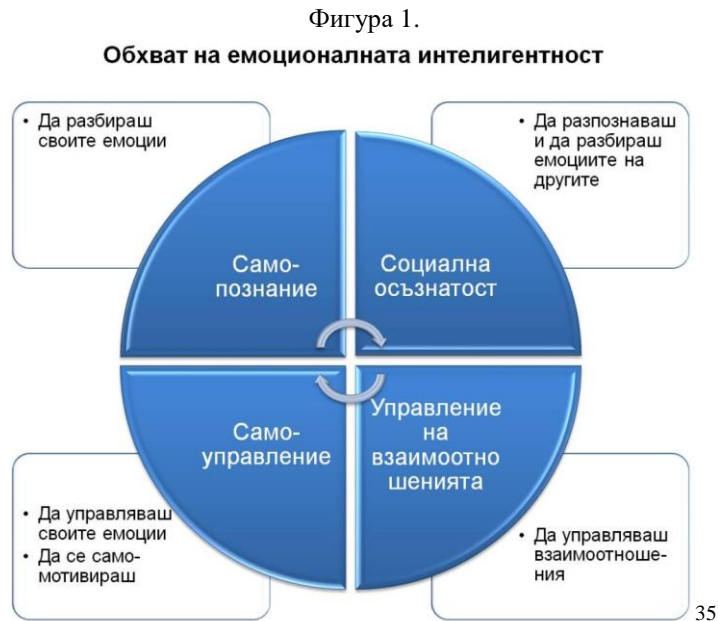 Фигура 1.
Обхват на емоционалната интелигентност
• Да разбираш
своите емоции
• Да разпознаваш
и да разбираш
емоциите на
другите
Само-
познание
Социална
осъзнатост
Само-
управление
Управление
на
взаимоотно
шенията
• Да управляваш
своите емоции
• Да се само-
мотивираш
• Да управляваш
взаимоотноше-
ния
35